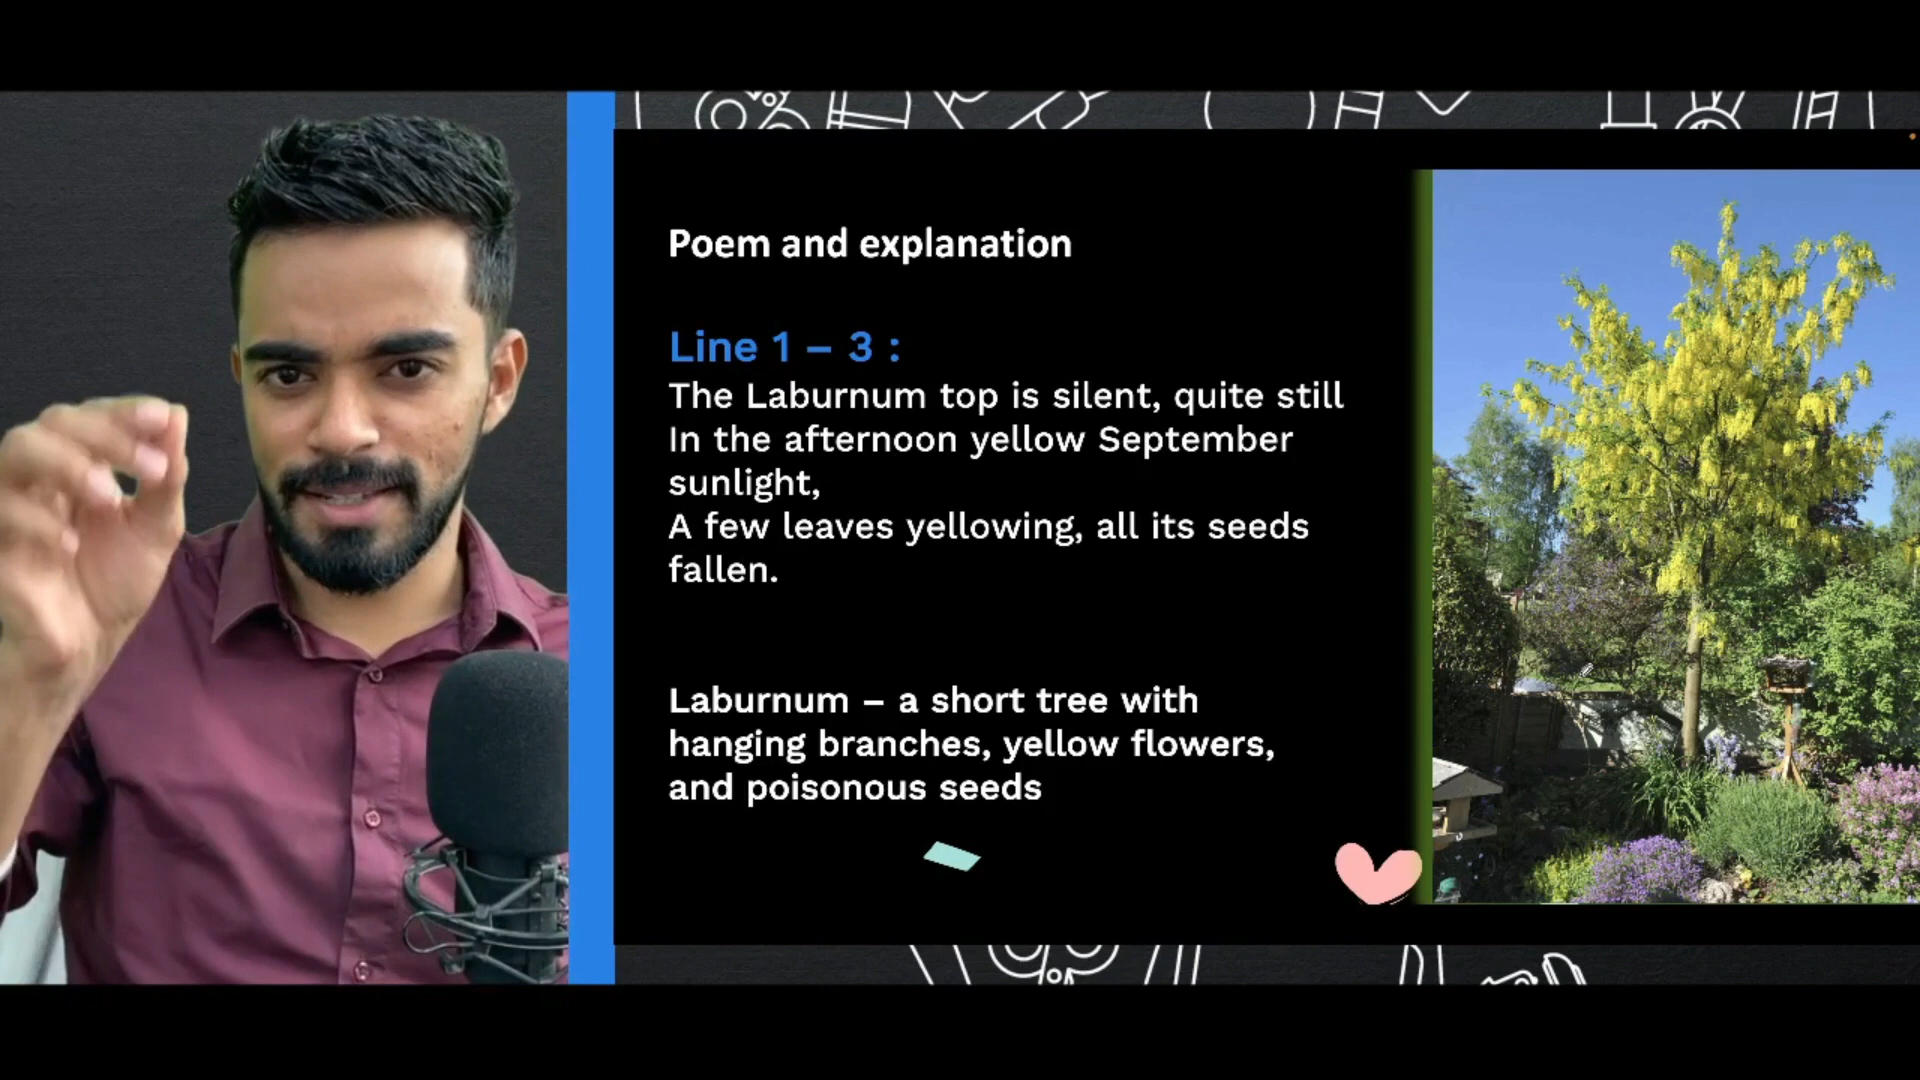 Poem and explanation
Line 1 – 3 :
The Laburnum top is silent, quite still
In the afternoon yellow September
sunlight,
A few leaves yellowing, all its seeds
fallen.
Laburnum – a short tree with
hanging branches, yellow flowers,
and poisonous seeds